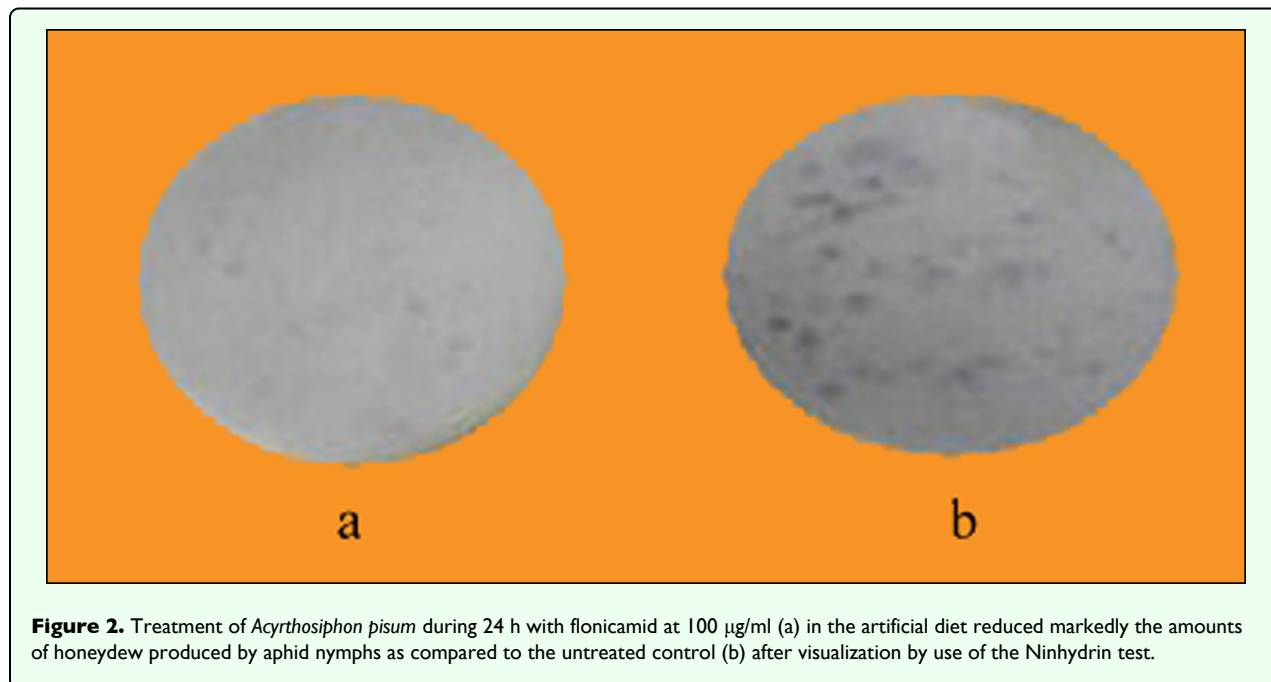 a
b
Figure 2. Treatment of Acyrthosiphon pisum during 24 h with flonicamid at 100 μg/ml (a) in the artificial diet reduced markedly the amounts
of honeydew produced by aphid nymphs as compared to the untreated control (b) after visualization by use of the Ninhydrin test.